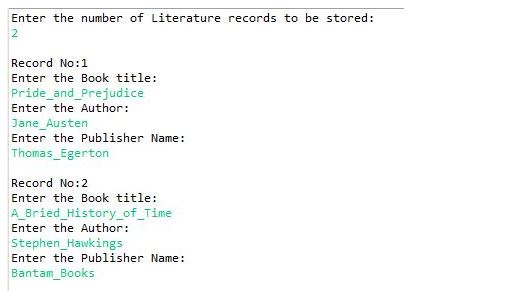 Enter the number of Literature records to be stored:
2
Record No:1
Enter the Book title:
Pride_and_Prejudice
Enter the Author:
Jane_Austen
Enter the Publisher Name:
Thomas_Egerton
Record No:2
Enter the Book title:
A_Bried_History_of_Time
Enter the Author:
Stephen_Hawkings
Enter the Publisher Name:
Bantam_Books